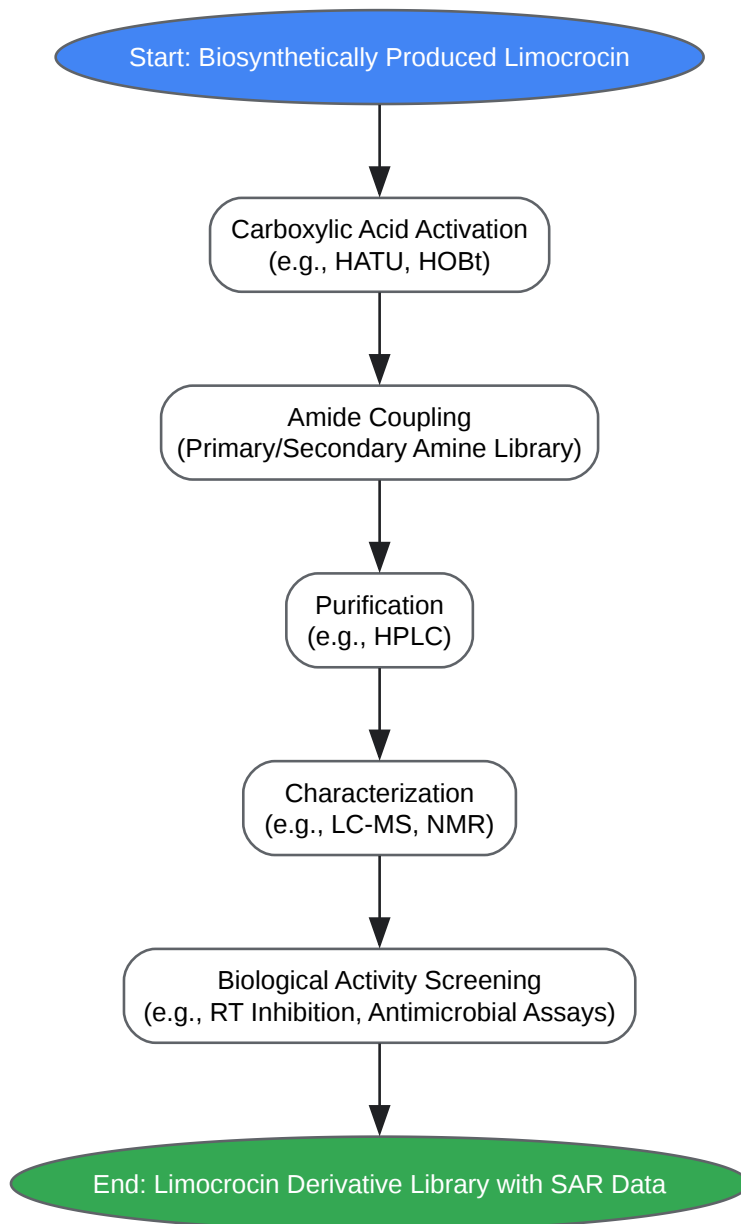 Start: Biosynthetically Produced Limocrocin
Carboxylic Acid Activation
(e.g., HATU, HOBt)
Amide Coupling
(Primary/Secondary Amine Library)
Purification
(e.g., HPLC)
Characterization
(e.g., LC-MS, NMR)
Biological Activity Screening
(e.g., RT Inhibition, Antimicrobial Assays)
End: Limocrocin Derivative Library with SAR Data